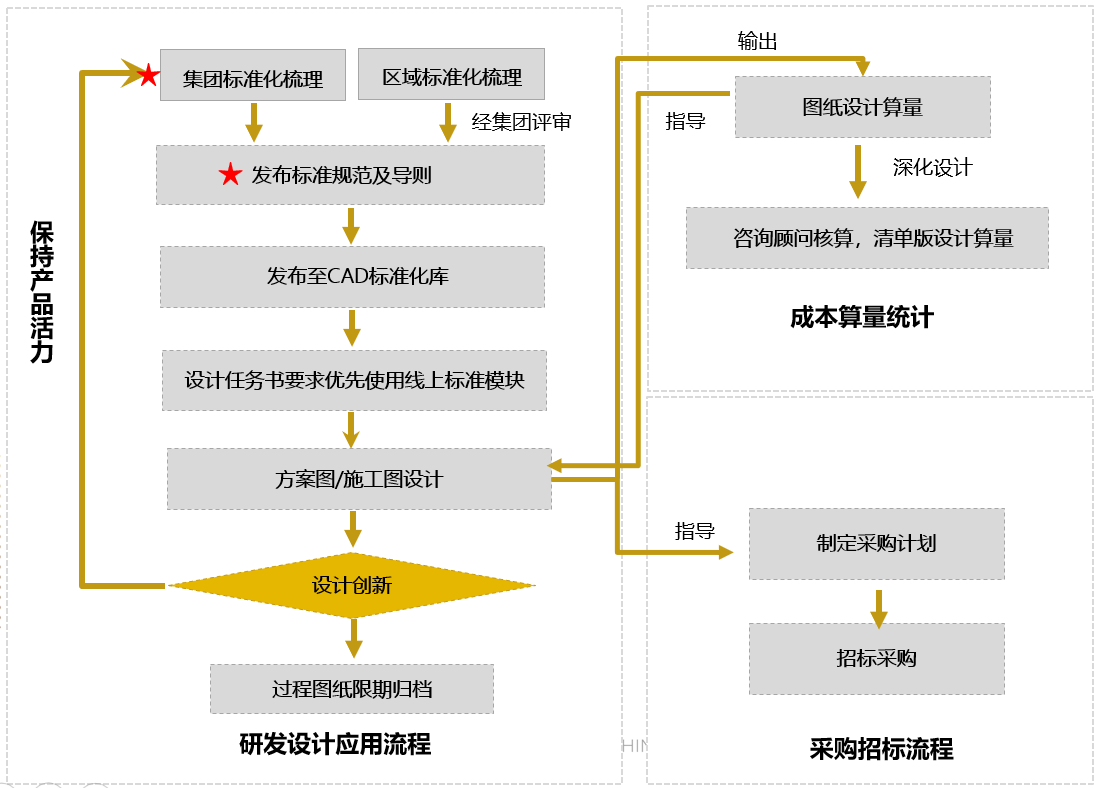 集团标准化梳理
区域标准化梳理
经集团评审
发布标准规范及导则
发布至CAD标准化库
设计任务书要求优先使用线上标准模块
方案图/施工图设计
设计创新
过程图纸限期归档
保持产品活力
研发设计应用流程
输出
指导
图纸设计算量
深化设计
咨询顾问核算，清单版设计算量
成本算量统计
指导
制定采购计划
招标采购
采购招标流程